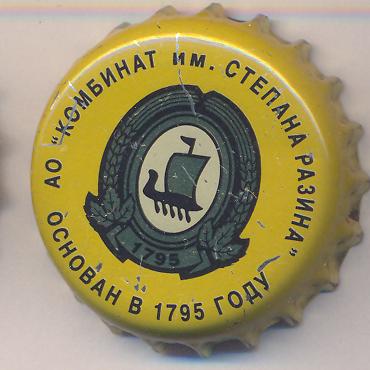 АО "КОМБИНАТ им. СТЕПАНА РАЗИНА"
1795
ОСНОВАН В 1795 ГОДУ